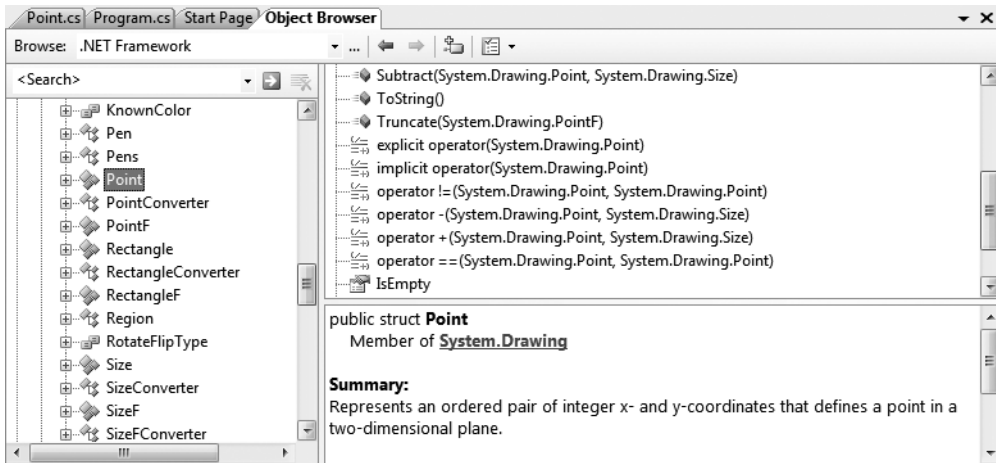 Point.cs Program.cs Start Page Object Browser
Browse: .NET Framework ...
<Search>
KnownColor
Pen
Pens
Point
PointConverter
PointF
Rectangle
RectangleConverter
RectangleF
Region
RotateFlipType
Size
SizeConverter
SizeF
SizeFConverter
Subtract(System.Drawing.Point, System.Drawing.Size)
ToString()
Truncate(System.Drawing.PointF)
explicit operator(System.Drawing.Point)
implicit operator(System.Drawing.Point)
operator !=(System.Drawing.Point, System.Drawing.Point)
operator -(System.Drawing.Point, System.Drawing.Size)
operator +(System.Drawing.Point, System.Drawing.Size)
operator ==(System.Drawing.Point, System.Drawing.Point)
IsEmpty
public struct Point
Member of System.Drawing
Summary:
Represents an ordered pair of integer x- and y-coordinates that defines a point in a
two-dimensional plane.